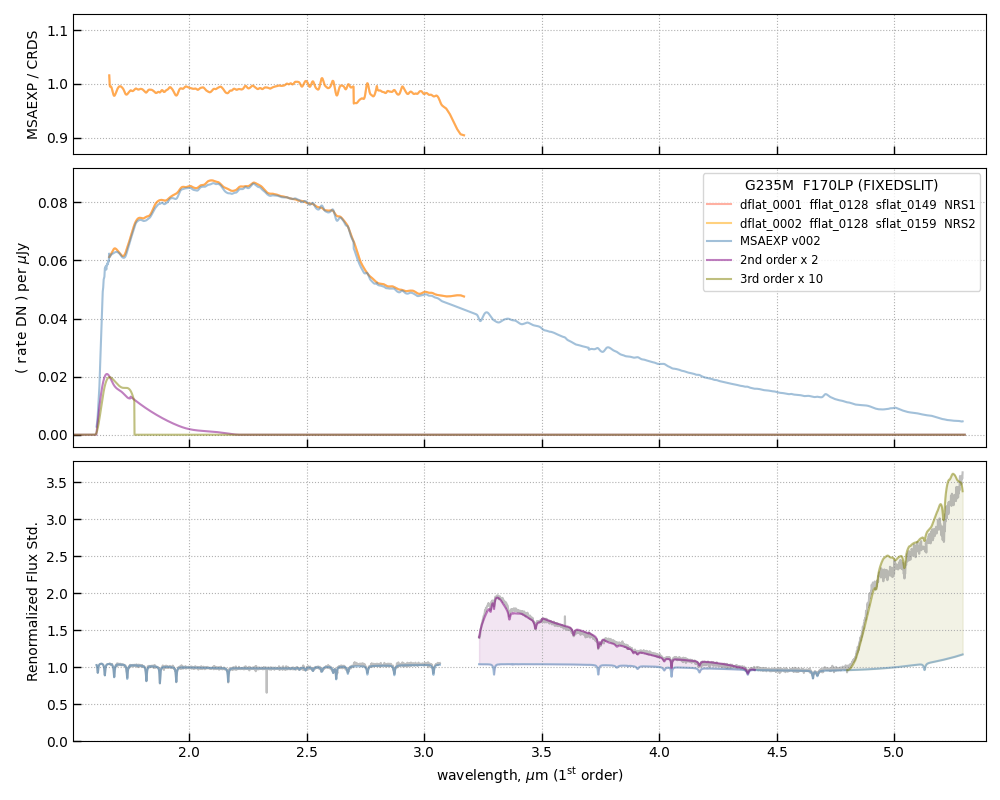 1.1
1.0
0.9
MSAEXP / CRDS
G235M F170LP (FIXEDSLIT)
dflat_0001 fflat_0128 sflat_0149 NRS1
dflat_0002 fflat_0128 sflat_0159 NRS2
MSAEXP v002
2nd order x 2
3rd order x 10
0.08
0.06
0.04
0.02
0.00
( rate DN ) per μJy
3.5
3.0
2.5
2.0
1.5
1.0
0.5
0.0
Renormalized Flux Std.
2.0 2.5 3.0 3.5 4.0 4.5 5.0
wavelength, μm (1st order)